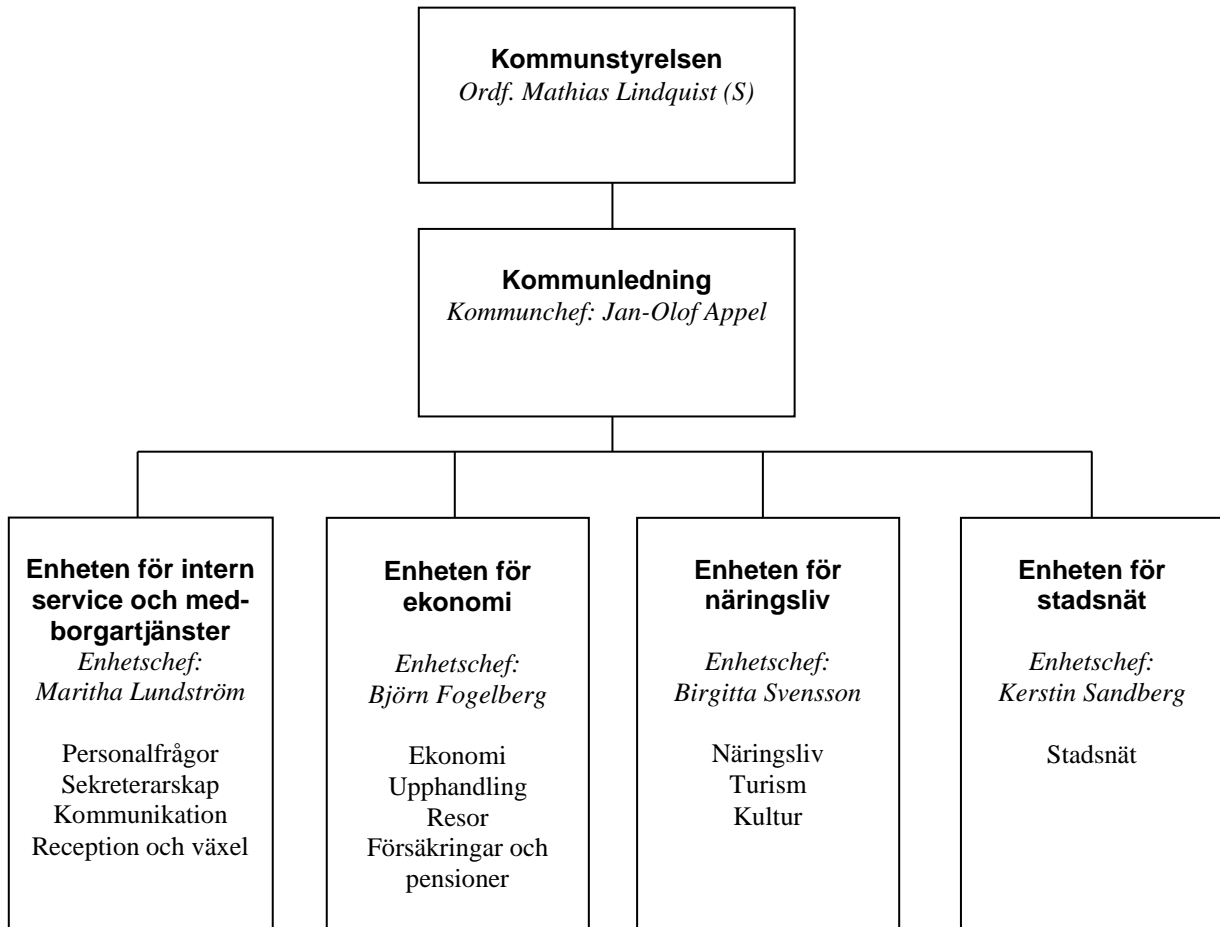 Kommunstyrelsen
Ordf. Mathias Lindquist (S)
Kommunledning
Kommunchef: Jan-Olof Appel
Enheten för intern
service och med-
borgartjänster
Enhetschef:
Maritha Lundström
Personalfrågor
Sekreterarskap
Kommunikation
Reception och växel
Enheten för
ekonomi
Enhetschef:
Björn Fogelberg
Ekonomi
Upphandling
Resor
Försäkringar och
pensioner
Enheten för
näringsliv
Enhetschef:
Birgitta Svensson
Näringsliv
Turism
Kultur
Enheten för
stadsnät
Enhetschef:
Kerstin Sandberg
Stadsnät